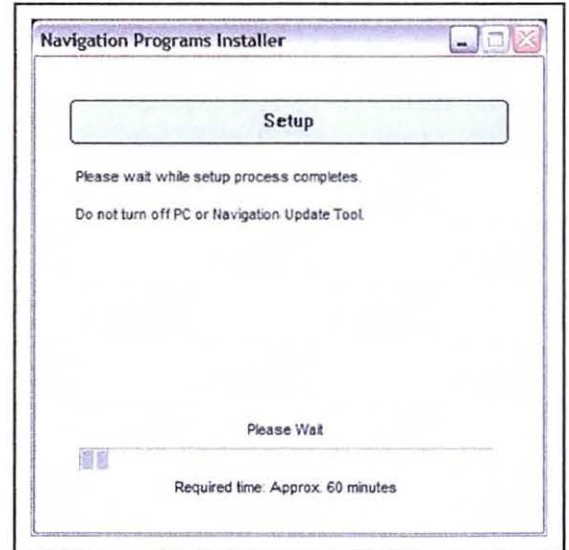 Navigation Programs Installer
Setup
Please wait while setup process completes.
Do not turn off PC or Navigation Update Tool.
Please Wait
Required time: Approx. 60 minutes